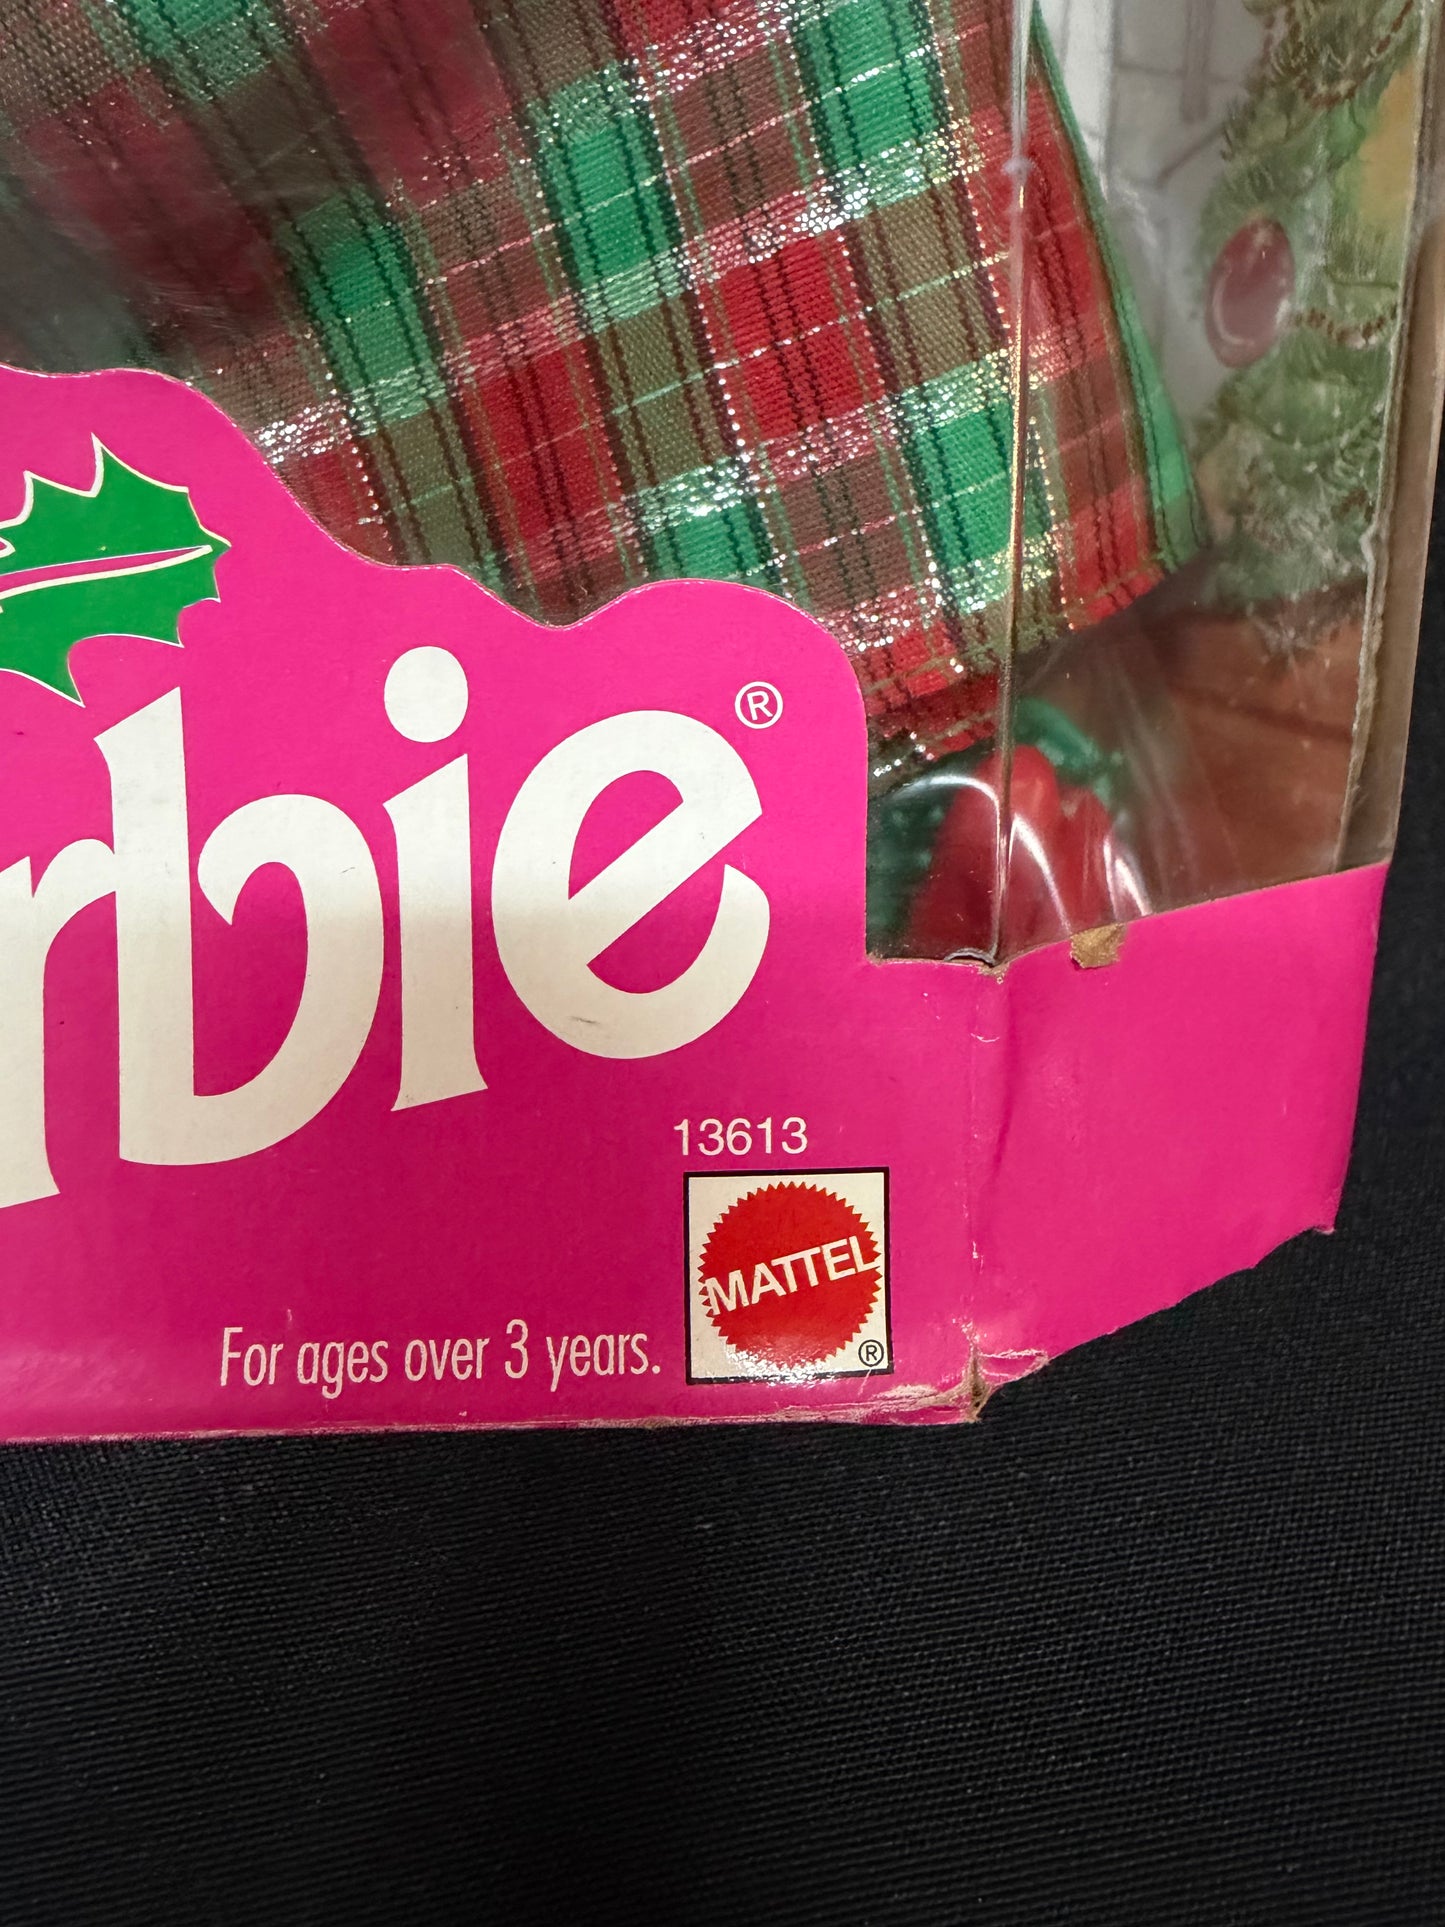 rbie®
13613
MATTEL
®
For ages over 3 years.